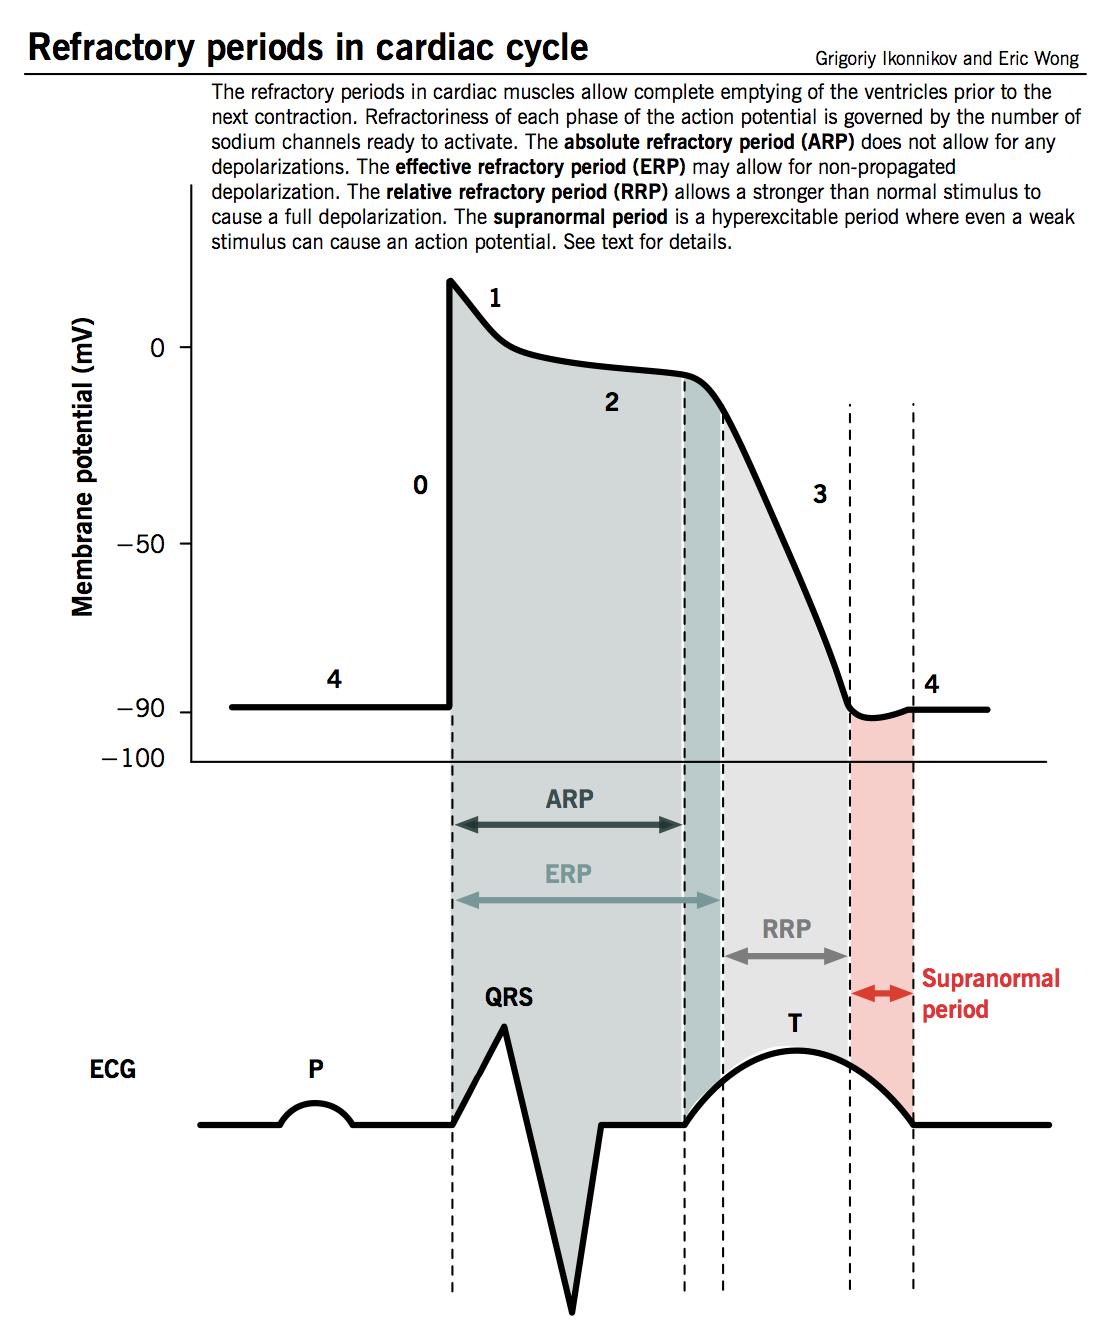 Refractory periods in cardiac cycle
Grigoriy Ikonnikov and Eric Wong
The refractory periods in cardiac muscles allow complete emptying of the ventricles prior to the
next contraction. Refractoriness of each phase of the action potential is governed by the number of
sodium channels ready to activate. The absolute refractory period (ARP) does not allow for any
depolarizations. The effective refractory period (ERP) may allow for non-propagated
depolarization. The relative refractory period (RRP) allows a stronger than normal stimulus to
cause a full depolarization. The supranormal period is a hyperexcitable period where even a weak
stimulus can cause an action potential. See text for details.
Membrane potential (mV)
0
−50
−90
−100
4
0
1
2
3
4
ARP
ERP
RRP
Supranormal
period
ECG
P
QRS
T